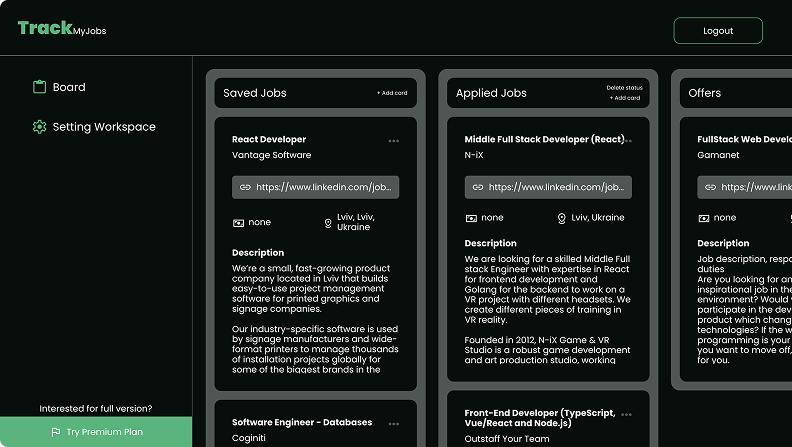 TrackMyJobs
Logout
Board
Setting Workspace
Interested for full version?
Try Premium Plan
Saved Jobs
+ Add card
React Developer
Vantage Software
https://www.linkedin.com/job...
none
Lviv, Lviv,
Ukraine
Description
We're a small, fast-growing product
company located in Lviv that builds
easy-to-use project management
software for printed graphics and
signage companies.
Our industry-specific software is used
by signage manufacturers and wide-
format printers to manage thousands
of installation projects globally for
some of the biggest brands in the
Software Engineer - Databases
Coginiti
Applied Jobs
Delete status
+ Add card
Middle Full Stack Developer (React)
N-iX
https://www.linkedin.com/job...
none
Lviv, Ukraine
Description
We are looking for a skilled Middle Full
stack Engineer with expertise in React
for frontend development and
Golang for the backend to work on a
VR project with different headsets. We
create different pieces of training in
VR reality.
Founded in 2012, N-iX Game & VR
Studio is a robust game development
and art production studio, working
Front-End Developer (TypeScript,
Vue/React and Node.js)
Outstaff Your Team
Offers
FullStack Web Devel
Gamanet
https://www.link
none
Description
Job description, respo
duties
Are you looking for an
inspirational job in the
environment? Would y
participate in the dev
product which chang
technologies? If the w
programming is your
you want to move off,
for you.